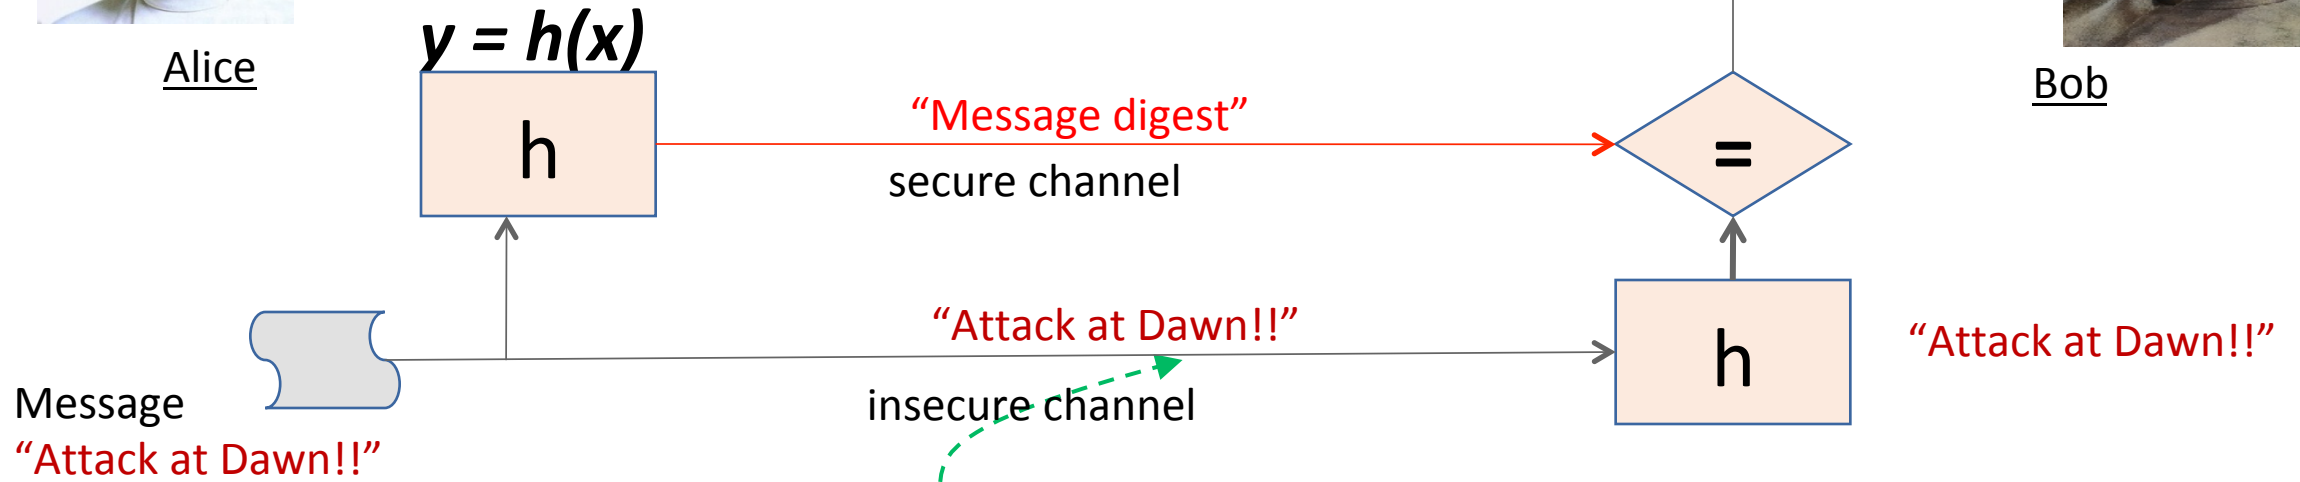 y = h(x)
Alice
Bob
“Message digest”
h
=
secure channel
“Attack at Dawn!!”
“Attack at Dawn!!”
h
insecure channel
Message
“Attack at Dawn!!”